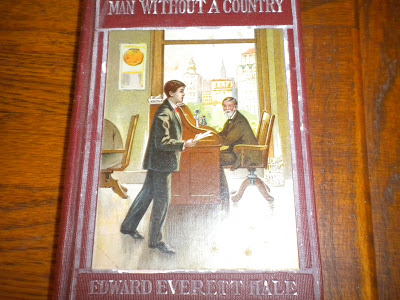 MAN WITHOUT A COUNTRY
EDWARD EVERETT HALE